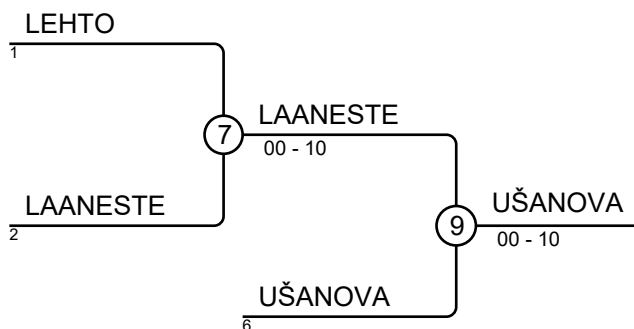 LEHTO
1
7
LAANESTE
00 - 10
LAANESTE
2
9
UŠANOVA
00 - 10
UŠANOVA
6